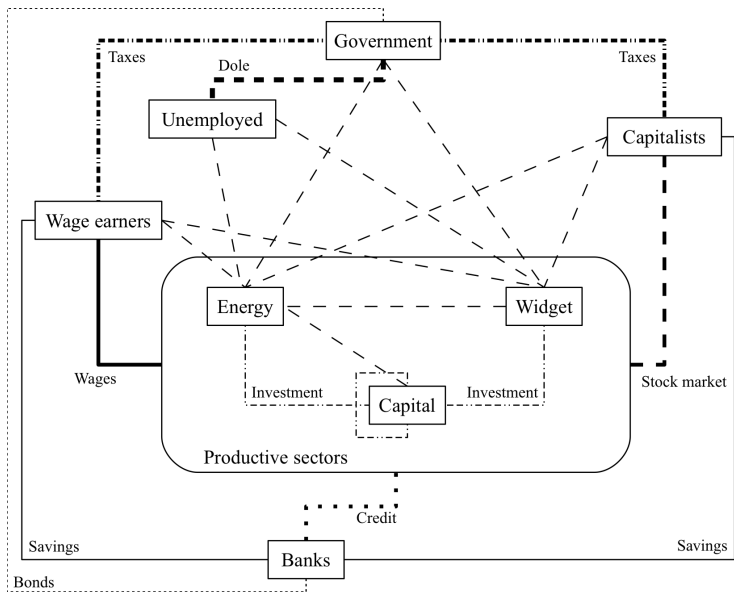 Government
Taxes
Taxes
Dole
Unemployed
Capitalists
Wage earners
Energy
Widget
Wages
Stock market
Investment
Investment
Capital
Productive sectors
Credit
Savings
Savings
Banks
Bonds